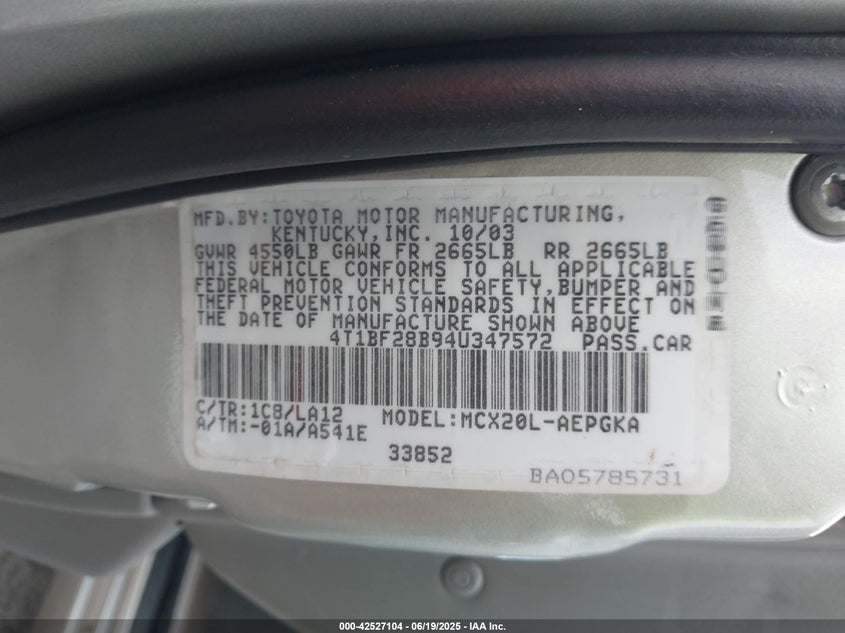 MFD.BY:TOYOTA MOTOR MANUFACTURING,
KENTUCKY,INC. 10/03
GVWR 4550LB GAWR FR 2665LB RR 2665LB
THIS VEHICLE CONFORMS TO ALL APPLICABLE
FEDERAL MOTOR VEHICLE SAFETY,BUMPER AND
THEFT PREVENTION STANDARDS IN EFFECT ON
THE DATE OF MANUFACTURE SHOWN ABOVE
4T1BF28B94U347572 PASS.CAR
C/TR:1C8/LA12 MODEL:MCX20L-AEPGKA
A/TM:-01A/A541E
33852
BAO5785731
000-42527104 - 06/19/2025 - IAA Inc.